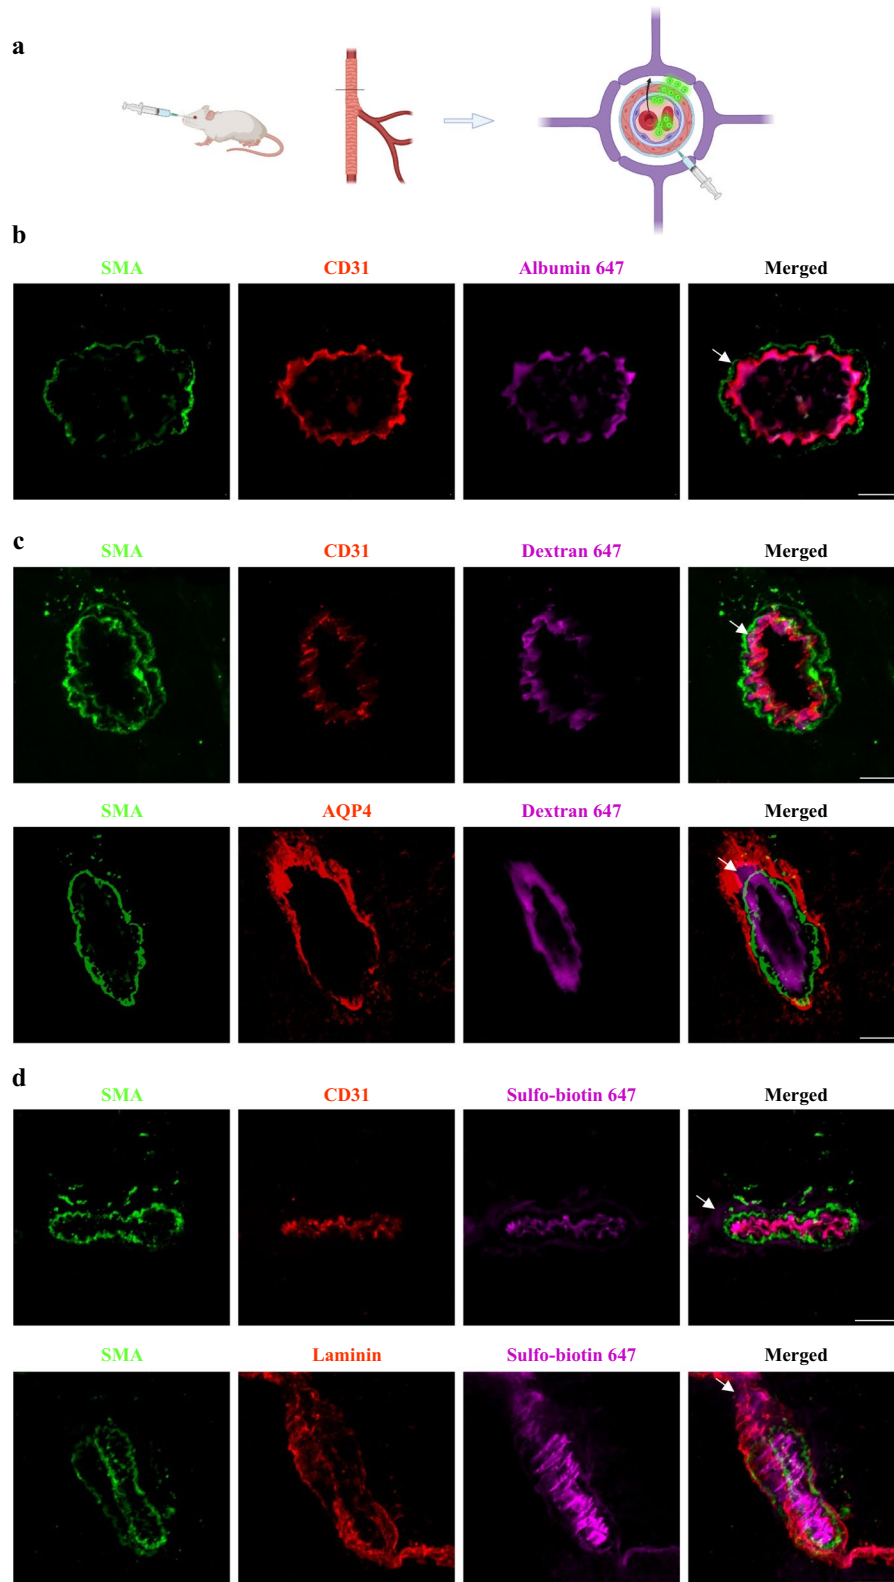 a
b
SMA CD31 Albumin 647 Merged
c
SMA CD31 Dextran 647 Merged
SMA AQP4 Dextran 647 Merged
d
SMA CD31 Sulfo-biotin 647 Merged
SMA Laminin Sulfo-biotin 647 Merged